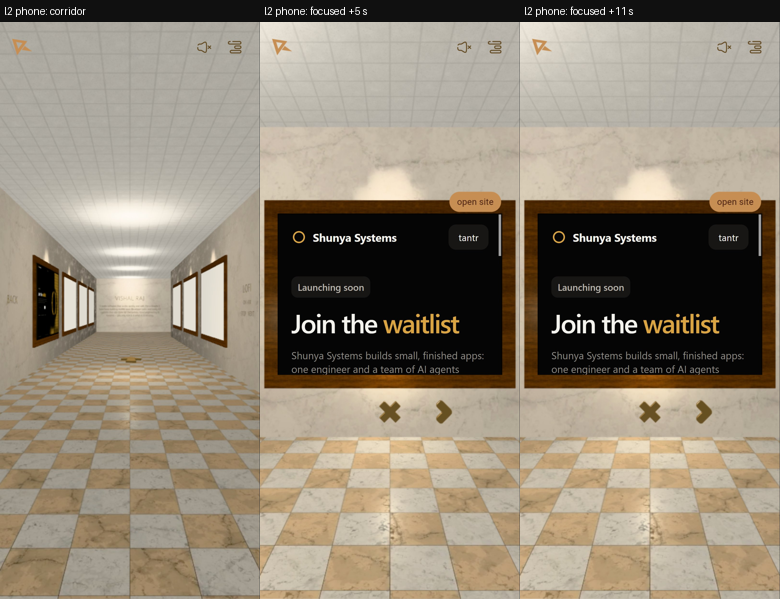 l2 phone: corridor
l2 phone: focused +5 s
open site
Shunya Systems
tantr
Launching soon
Join the waitlist
Shunya Systems builds small, finished apps:
one engineer and a team of AI agents
l2 phone: focused +11 s
open site
Shunya Systems
tantr
Launching soon
Join the waitlist
Shunya Systems builds small, finished apps:
one engineer and a team of AI agents